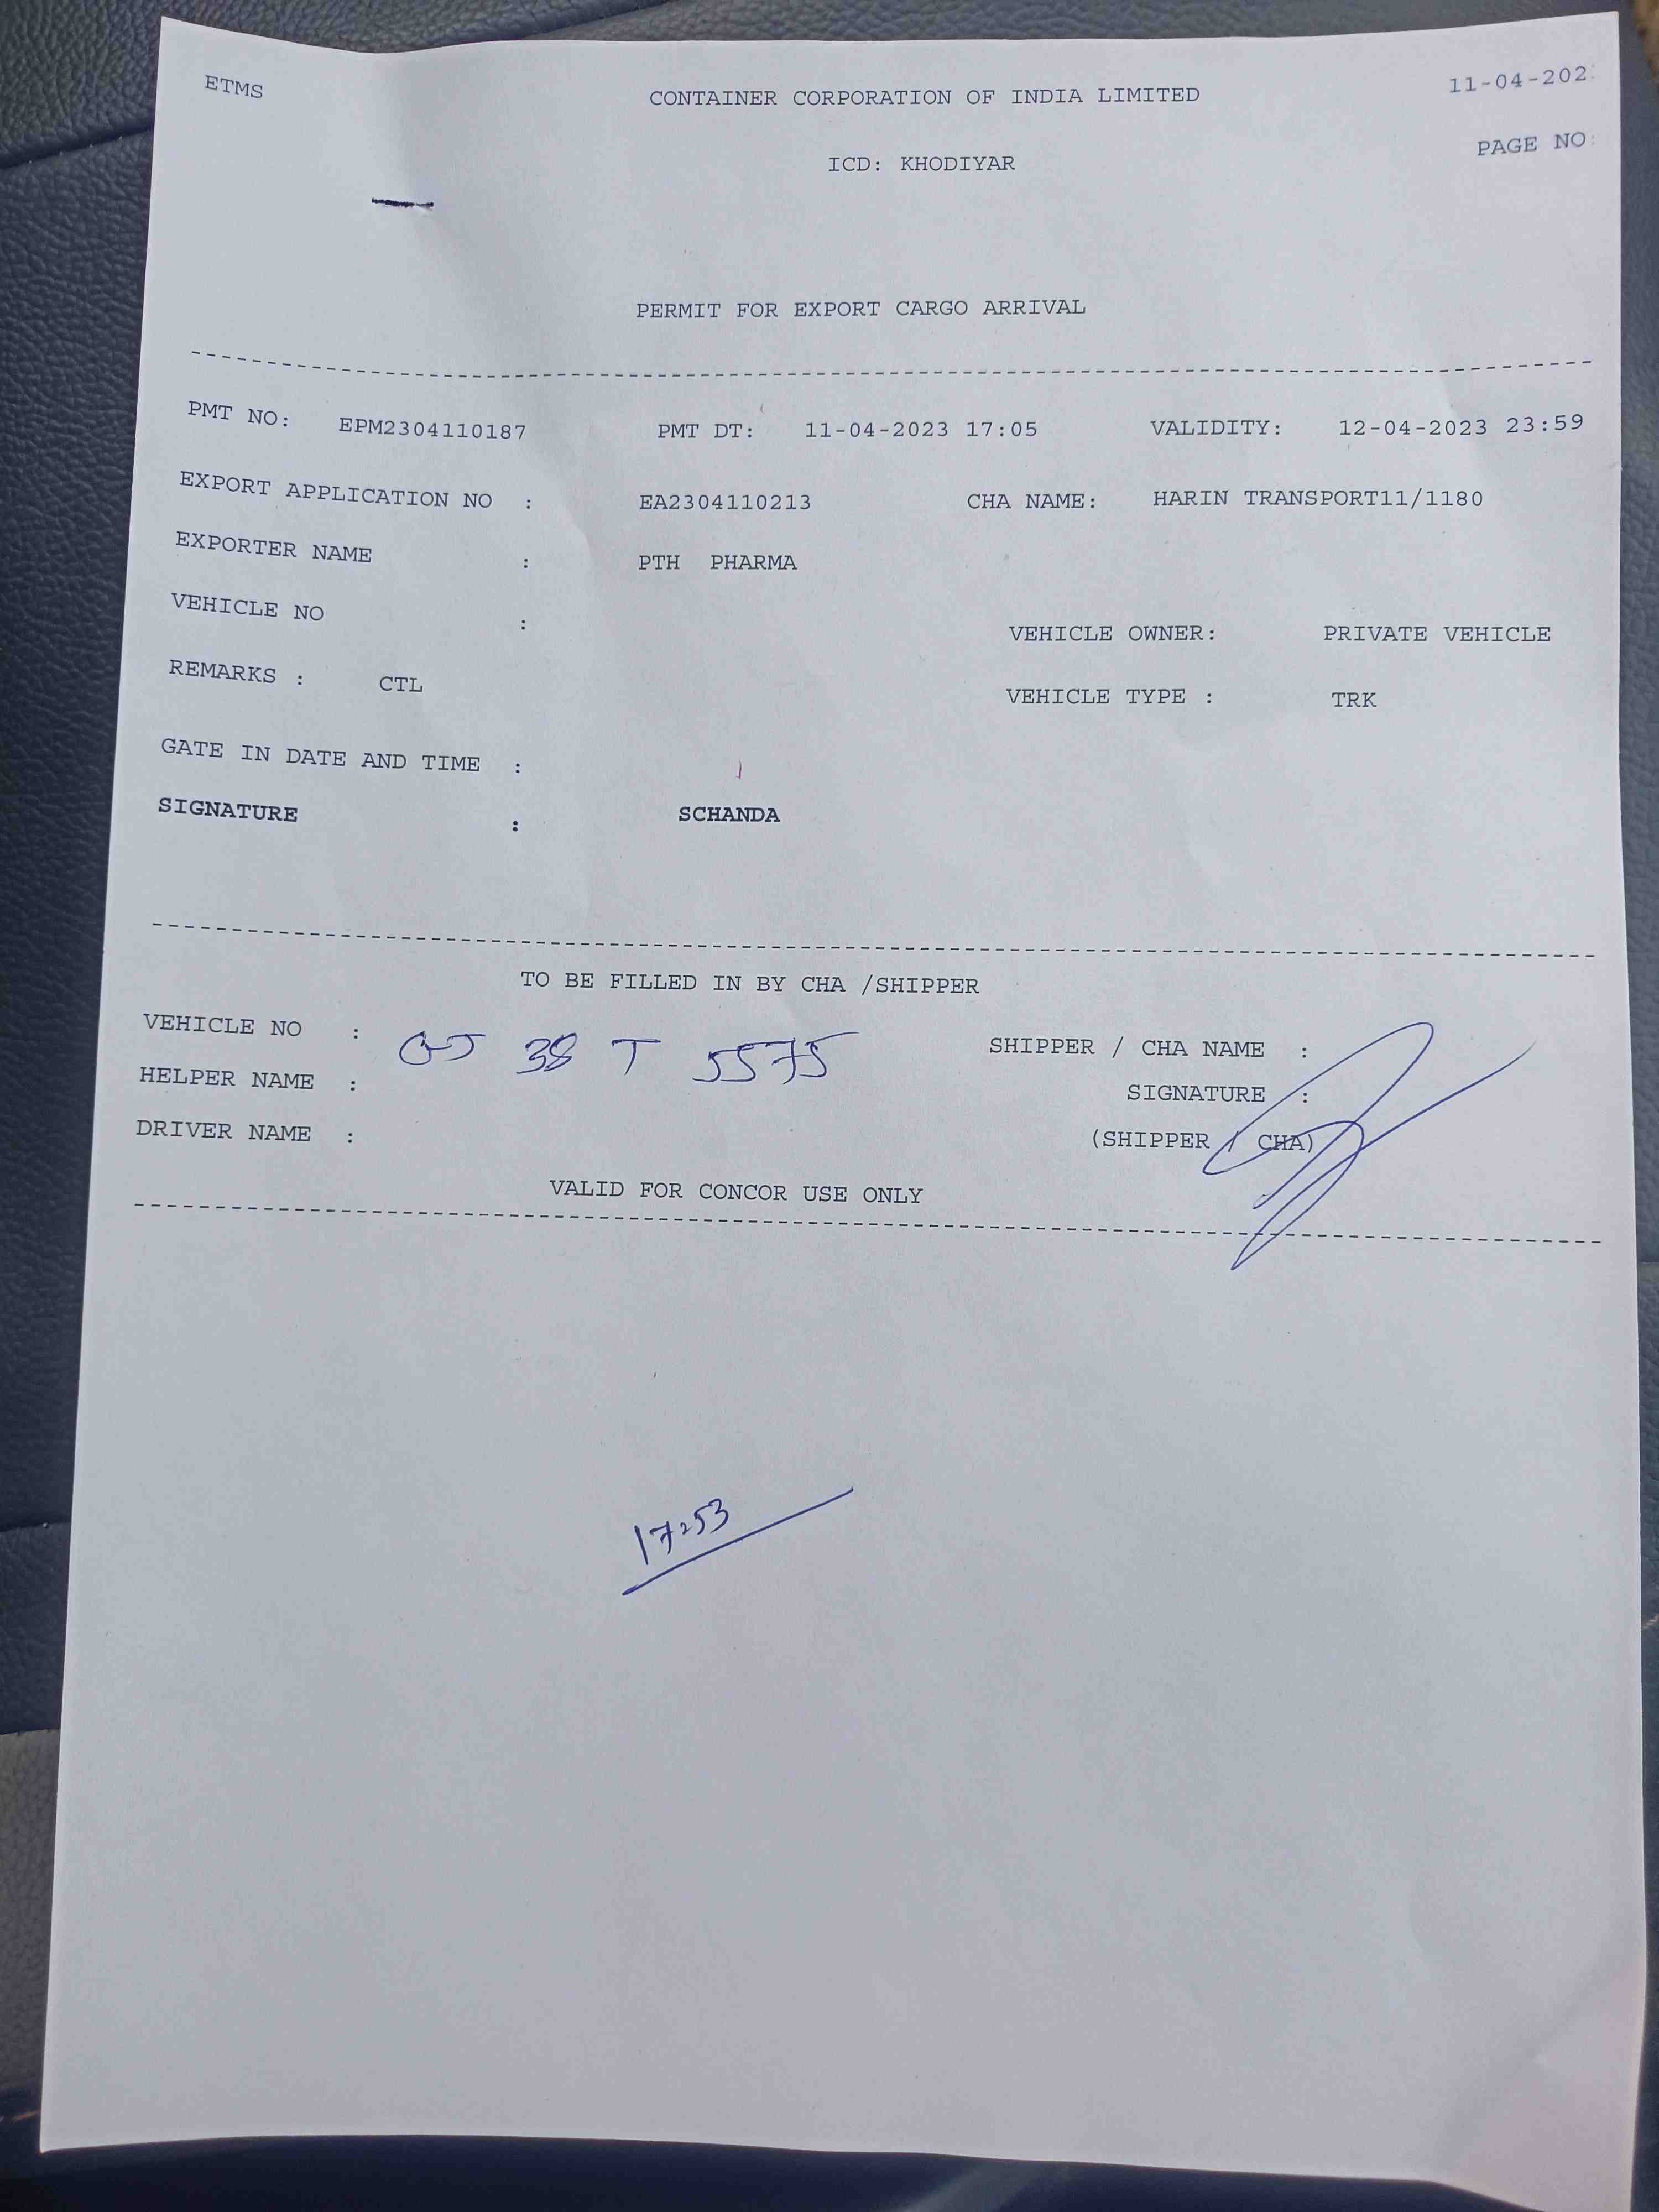 ETMS CONTAINER CORPORATION OF INDIA LIMITED 11-04-202
ICD: KHODIYAR PAGE NO:
PERMIT FOR EXPORT CARGO ARRIVAL
PMT NO: EPM2304110187 PMT DT: 11-04-2023 17:05 VALIDITY: 12-04-2023 23:59
EXPORT APPLICATION NO : EA2304110213 CHA NAME: HARIN TRANSPORT11/1180
EXPORTER NAME : PTH PHARMA
VEHICLE NO : VEHICLE OWNER: PRIVATE VEHICLE
REMARKS : CTL VEHICLE TYPE : TRK
GATE IN DATE AND TIME :
SIGNATURE : SCHANDA
TO BE FILLED IN BY CHA /SHIPPER
VEHICLE NO : GJ 38 T 5575 SHIPPER / CHA NAME :
HELPER NAME : SIGNATURE :
DRIVER NAME : (SHIPPER / CHA)
VALID FOR CONCOR USE ONLY
17253